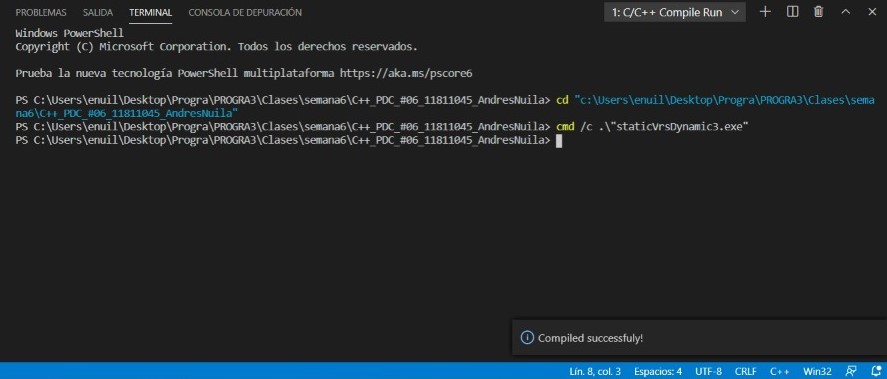 PROBLEMAS SALIDA TERMINAL CONSOLA DE DEPURACIÓN 1: C/C++ Compile Run
Windows PowerShell
Copyright (C) Microsoft Corporation. Todos los derechos reservados.
Prueba la nueva tecnología PowerShell multiplataforma https://aka.ms/pscore6
PS C:\Users\enuil\Desktop\Progra\PROGRA3\Clases\semana6\C++_PDC_#06_11811045_AndresNuila> cd "c:\Users\enuil\Desktop\Progra\PROGRA3\Clases\sema
na6\C++_PDC_#06_11811045_AndresNuila"
PS C:\Users\enuil\Desktop\Progra\PROGRA3\Clases\semana6\C++_PDC_#06_11811045_AndresNuila> cmd /c .\"staticVrsDynamic3.exe"
PS C:\Users\enuil\Desktop\Progra\PROGRA3\Clases\semana6\C++_PDC_#06_11811045_AndresNuila>
Compiled successfuly!
Lín. 8, col. 3 Espacios: 4 UTF-8 CRLF C++ Win32